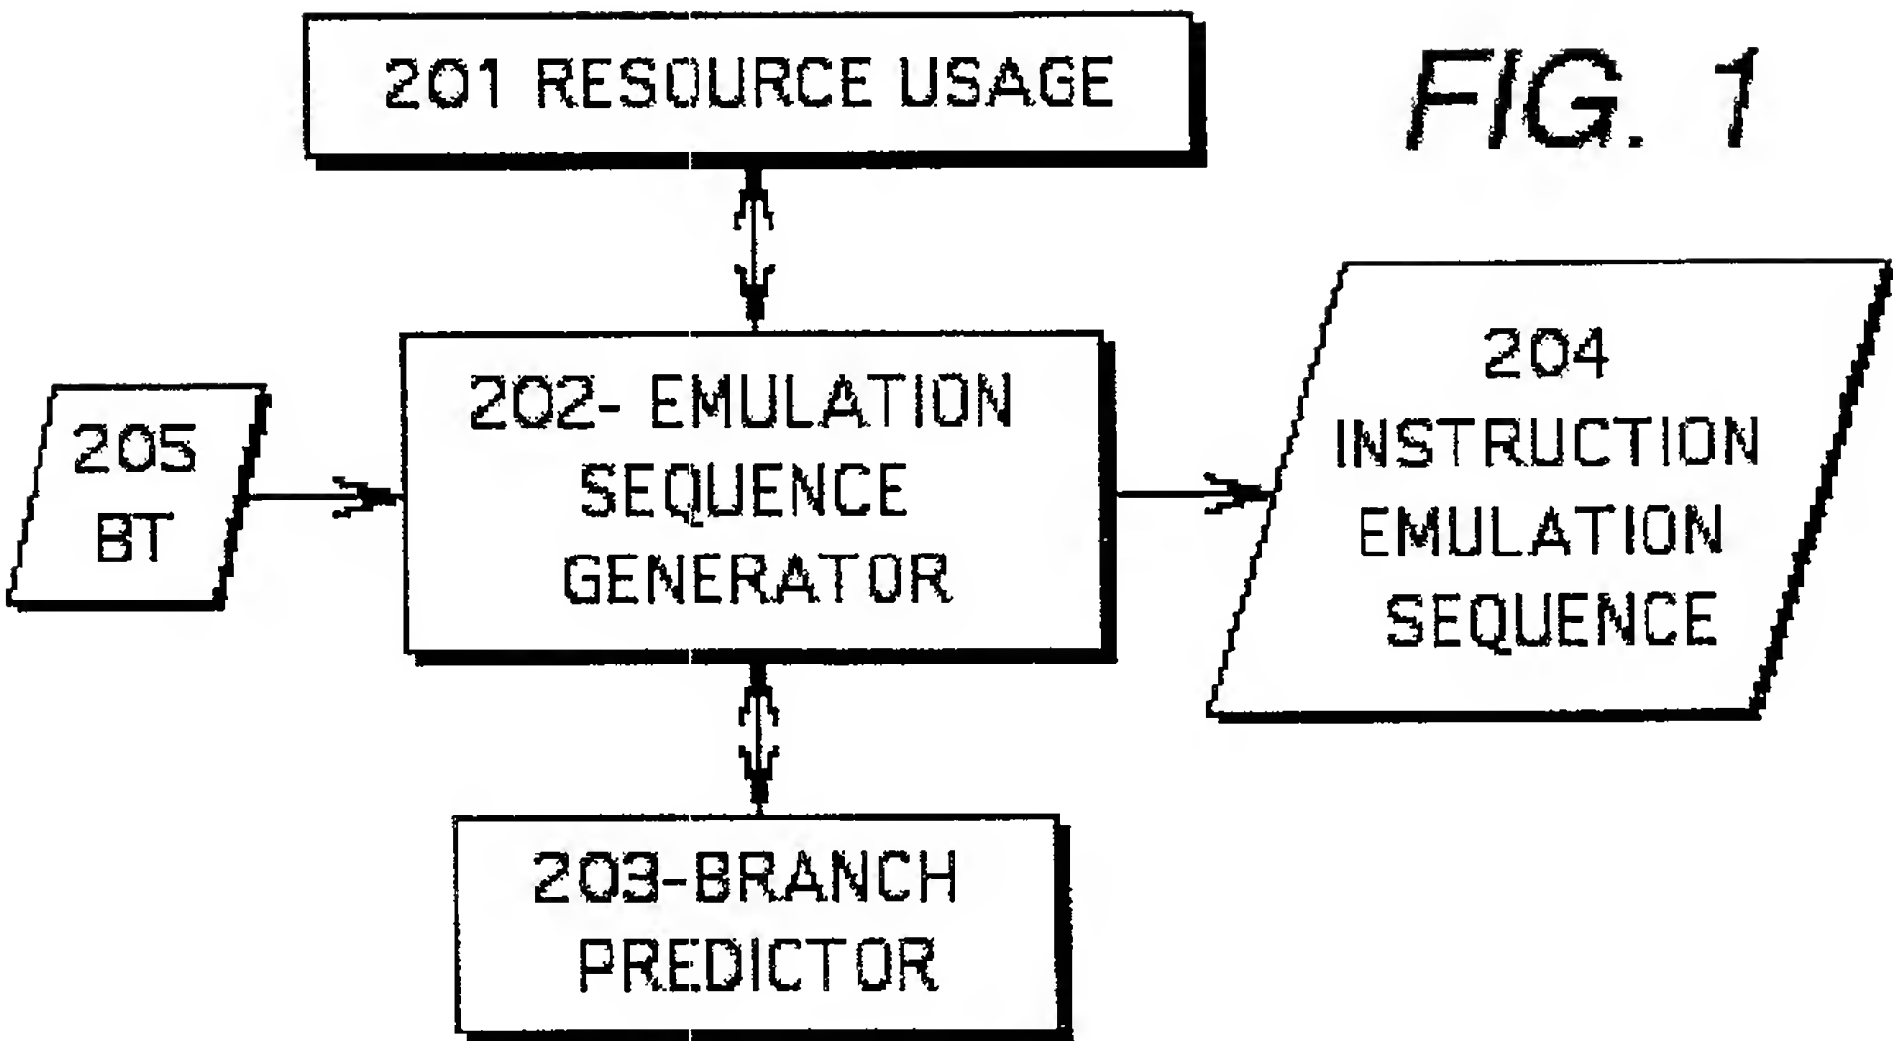 201 RESOURCE USAGE
FIG. 1
205
BT
202- EMULATION
SEQUENCE
GENERATOR
204
INSTRUCTION
EMULATION
SEQUENCE
203-BRANCH
PREDICTOR